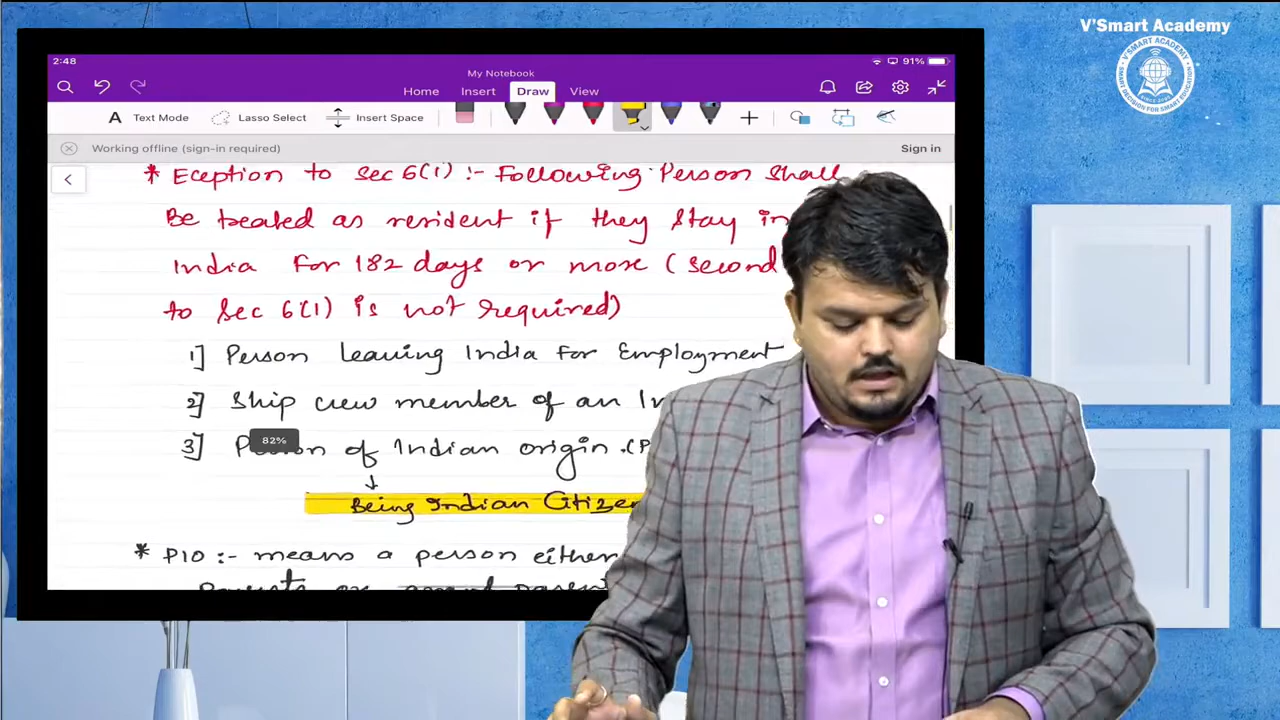 V'Smart Academy
2:48
91%
My Notebook
Home Insert Draw View
Text Mode
Lasso Select
Insert Space
Working offline (sign-in required)
Sign in
* Eception to sec 6(1) :- Following Person shall
Be treated as resident if they stay in
India for 182 days or more (second
to sec 6(1) is not required)
1] Person leaving India for Employment
2] Ship crew member of an
3] of Indian origin
82%
Being Indian Citizen
* PIO :- means a person either
Parents or grand parent